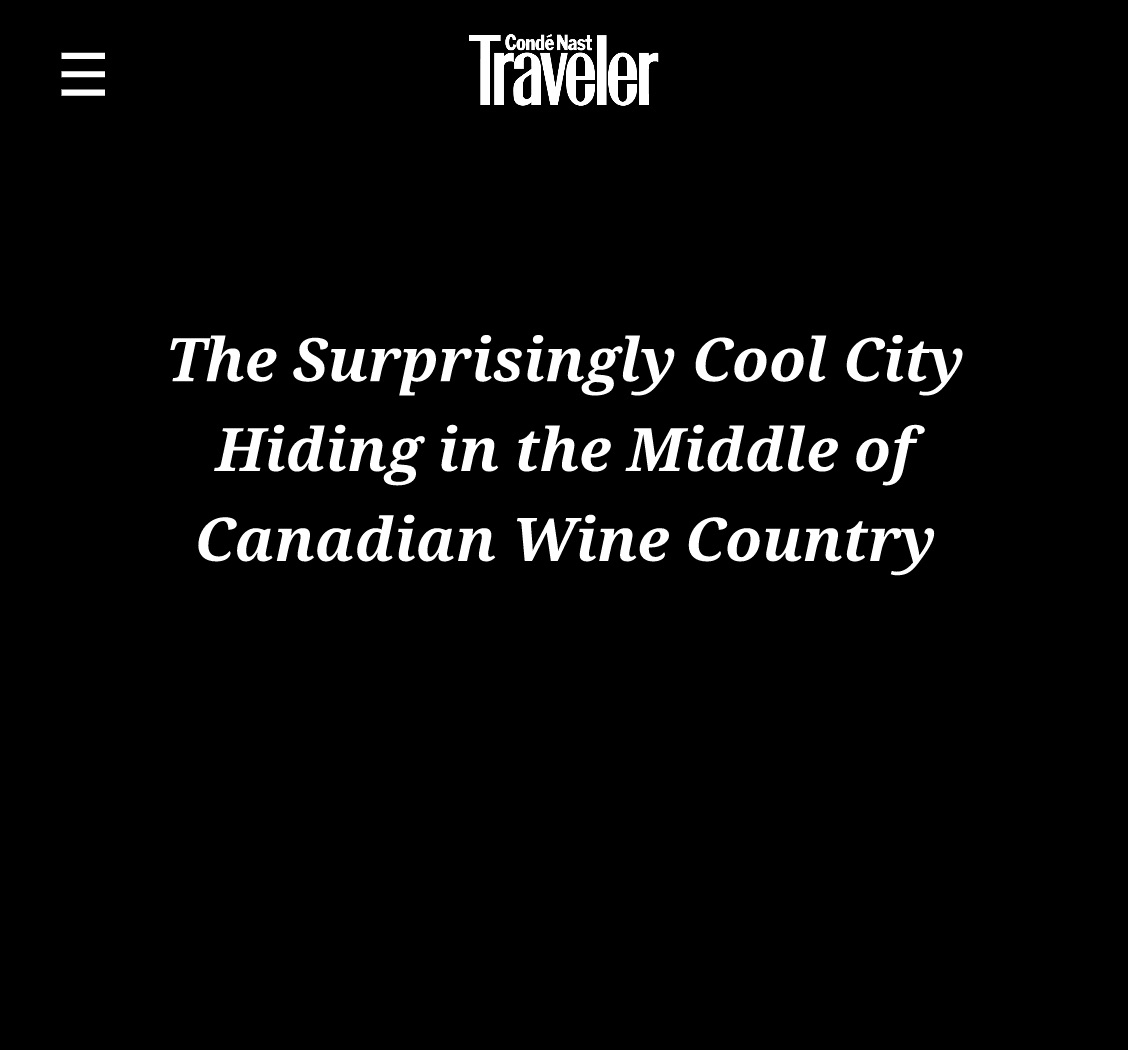 Condé Nast
Traveler
The Surprisingly Cool City
Hiding in the Middle of
Canadian Wine Country